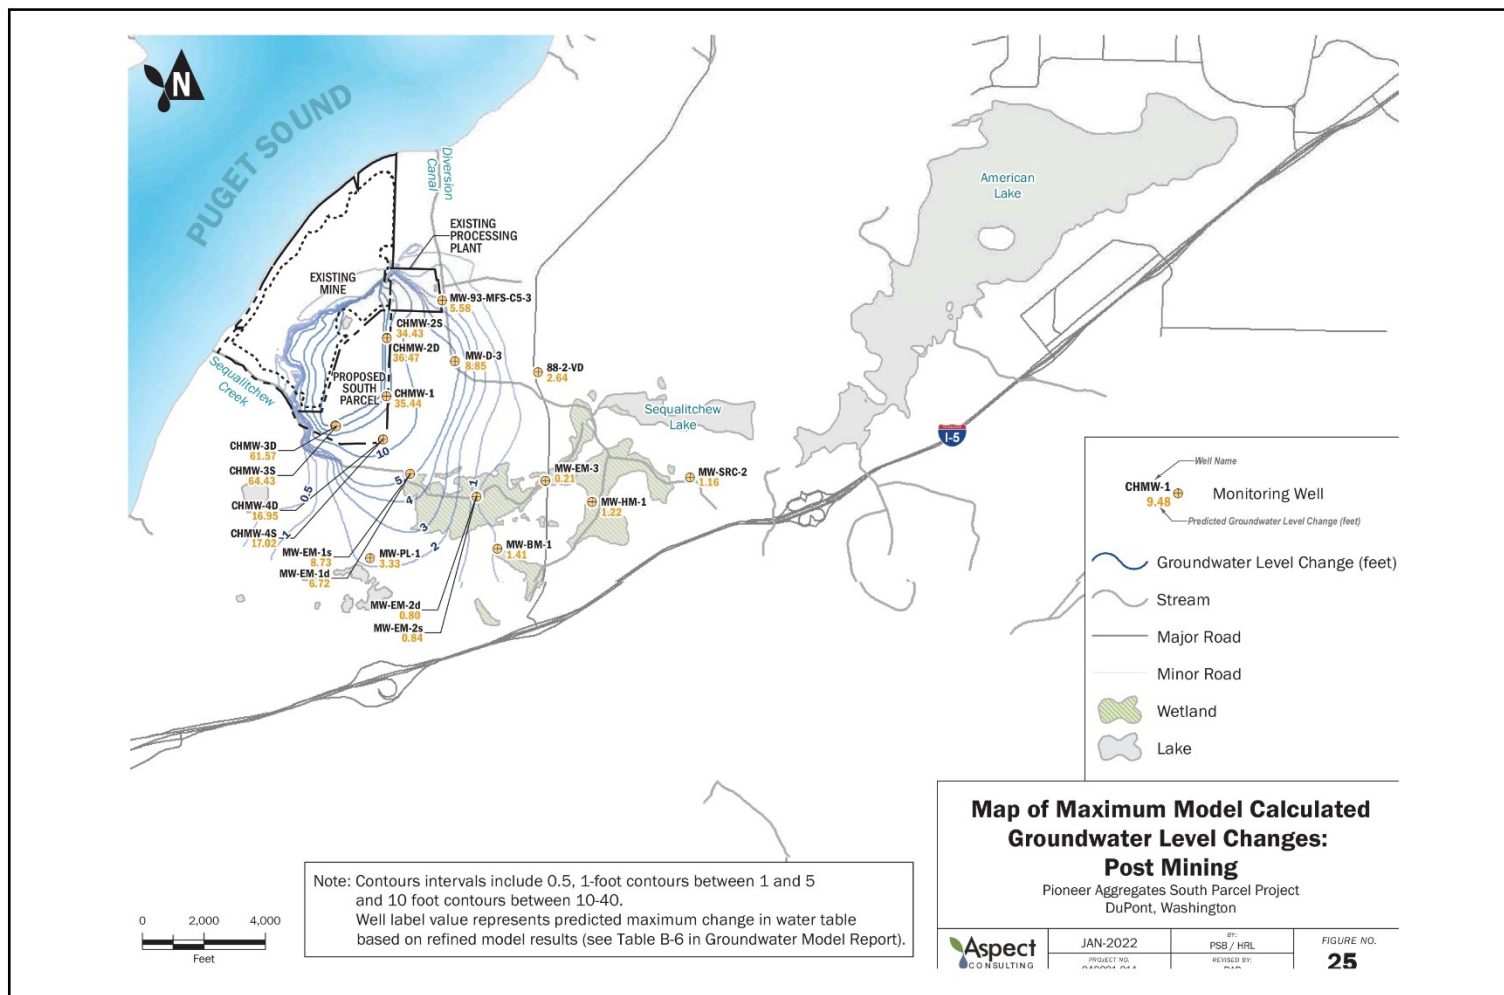 N
PUGET SOUND
Diversion
Canal
American
Lake
EXISTING
PROCESSING
PLANT
EXISTING
MINE
MW-93-MFS-C5-3
5.58
CHMW-2S
34.43
CHMW-2D
36.47
MW-D-3
8.85
88-2-VD
2.64
PROPOSED
SOUTH
PARCEL
CHMW-1
35.44
Sequalitchew
Creek
Sequalitchew
Lake
I-5
CHMW-3D
61.57
CHMW-3S
64.43
CHMW-4D
16.95
CHMW-4S
17.02
10
5
4
3
2
1
0.5
1
MW-EM-3
0.21
MW-SRC-2
1.16
MW-HM-1
1.22
MW-BM-1
1.41
MW-EM-1s
8.73
MW-EM-1d
6.72
MW-PL-1
3.33
MW-EM-2d
0.80
MW-EM-2s
0.84
Well Name
CHMW-1
9.48
Monitoring Well
Predicted Groundwater Level Change (feet)
Groundwater Level Change (feet)
Stream
Major Road
Minor Road
Wetland
Lake
Map of Maximum Model Calculated
Groundwater Level Changes:
Post Mining
Pioneer Aggregates South Parcel Project
DuPont, Washington
Note: Contours intervals include 0.5, 1-foot contours between 1 and 5
and 10 foot contours between 10-40.
Well label value represents predicted maximum change in water table
based on refined model results (see Table B-6 in Groundwater Model Report).
0 2,000 4,000
Feet
Aspect
CONSULTING
JAN-2022
PROJECT NO.
BY:
PSB / HRL
REVISED BY:
FIGURE NO.
25